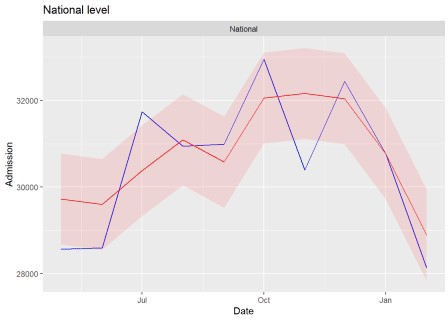 National level
National
32000
30000
28000
Admission
Jul
Oct
Jan
Date